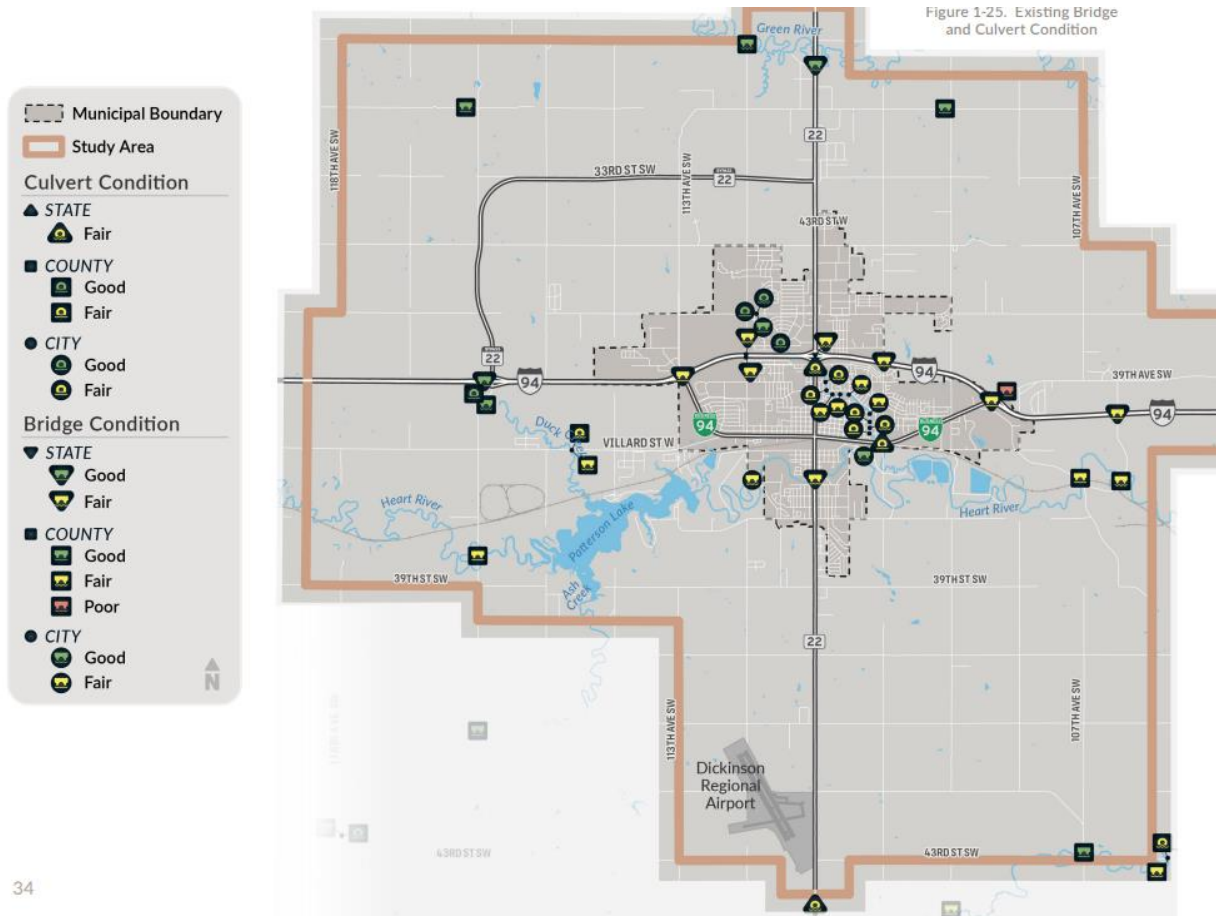 Figure 1-25. Existing Bridge
and Culvert Condition
Municipal Boundary
Study Area
Culvert Condition
STATE
Fair
COUNTY
Good
Fair
CITY
Good
Fair
Bridge Condition
STATE
Good
Fair
COUNTY
Good
Fair
Poor
CITY
Good
Fair
N
Green River
22
118TH AVE SW
33RD ST SW
22
113TH AVE SW
43RD ST W
107TH AVE SW
22
94
94
39TH AVE SW
94
94
94
VILLARD ST W
Heart River
Patterson Lake
Heart River
39TH ST SW
Ash Creek
39TH ST SW
22
113TH AVE SW
107TH AVE SW
Dickinson
Regional
Airport
43RD ST SW
43RD ST SW
34